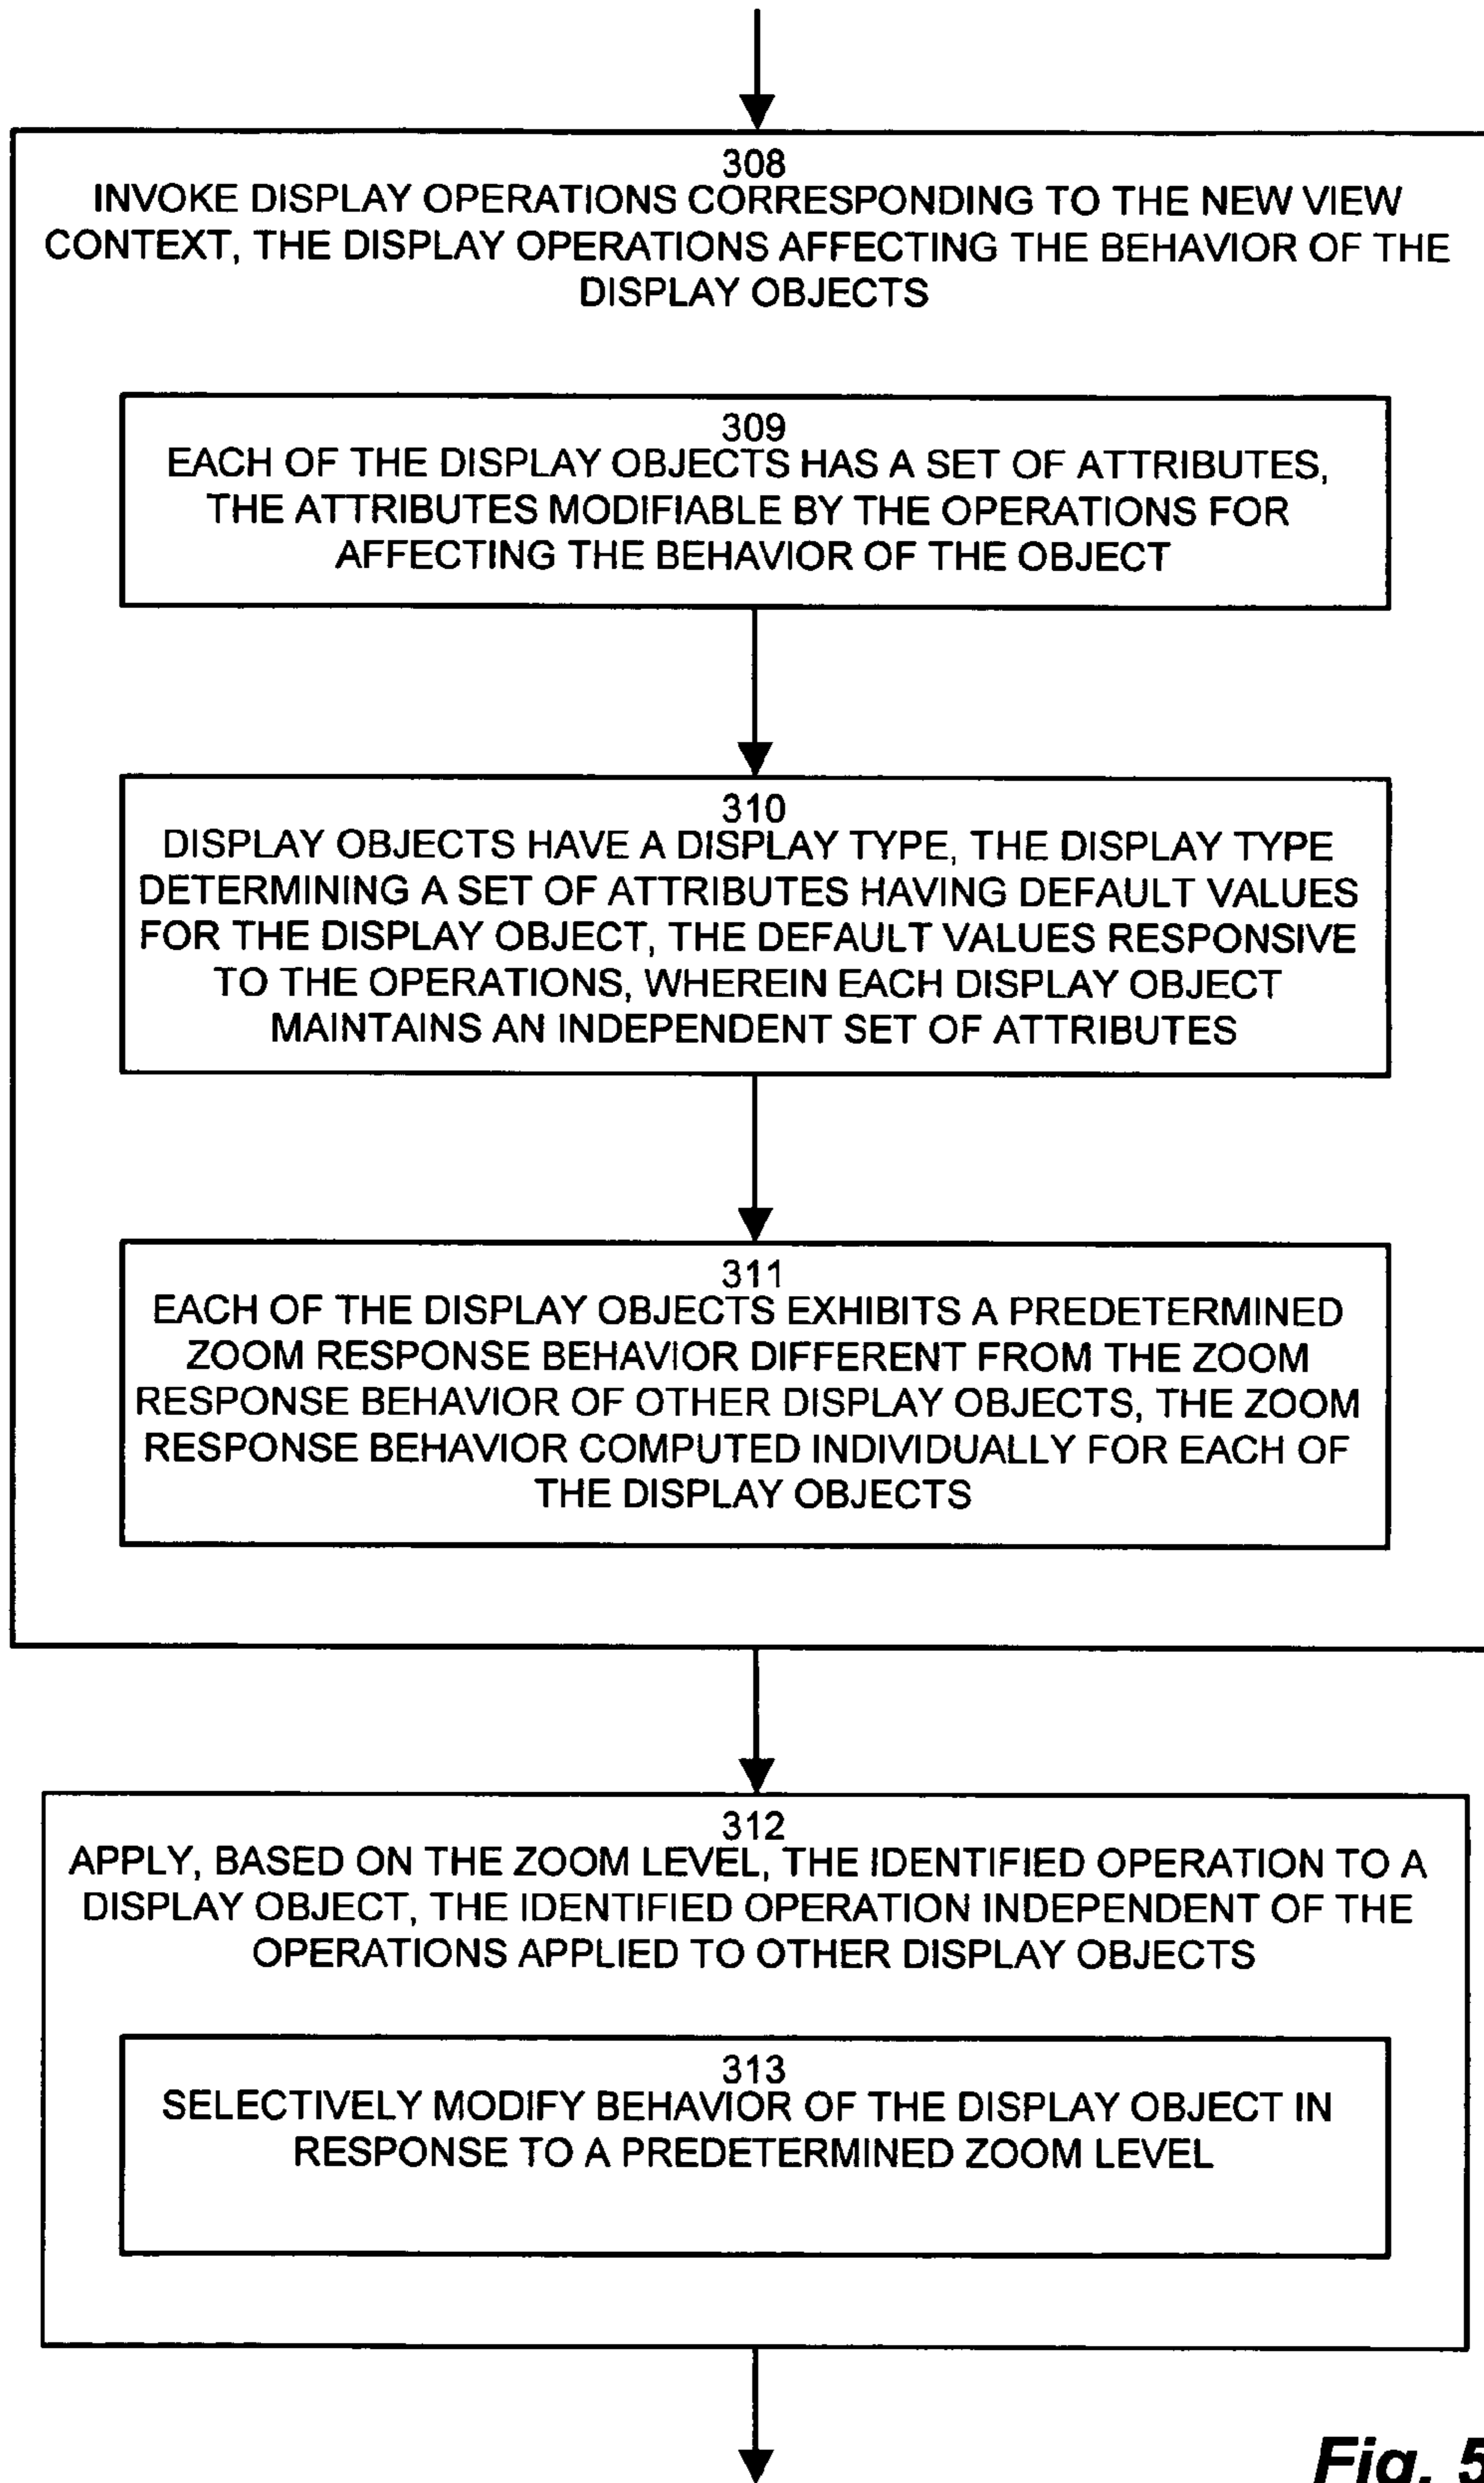 308
INVOKE DISPLAY OPERATIONS CORRESPONDING TO THE NEW VIEW
CONTEXT, THE DISPLAY OPERATIONS AFFECTING THE BEHAVIOR OF THE
DISPLAY OBJECTS
309
EACH OF THE DISPLAY OBJECTS HAS A SET OF ATTRIBUTES,
THE ATTRIBUTES MODIFIABLE BY THE OPERATIONS FOR
AFFECTING THE BEHAVIOR OF THE OBJECT
310
DISPLAY OBJECTS HAVE A DISPLAY TYPE, THE DISPLAY TYPE
DETERMINING A SET OF ATTRIBUTES HAVING DEFAULT VALUES
FOR THE DISPLAY OBJECT, THE DEFAULT VALUES RESPONSIVE
TO THE OPERATIONS, WHEREIN EACH DISPLAY OBJECT
MAINTAINS AN INDEPENDENT SET OF ATTRIBUTES
311
EACH OF THE DISPLAY OBJECTS EXHIBITS A PREDETERMINED
ZOOM RESPONSE BEHAVIOR DIFFERENT FROM THE ZOOM
RESPONSE BEHAVIOR OF OTHER DISPLAY OBJECTS, THE ZOOM
RESPONSE BEHAVIOR COMPUTED INDIVIDUALLY FOR EACH OF
THE DISPLAY OBJECTS
312
APPLY, BASED ON THE ZOOM LEVEL, THE IDENTIFIED OPERATION TO A
DISPLAY OBJECT, THE IDENTIFIED OPERATION INDEPENDENT OF THE
OPERATIONS APPLIED TO OTHER DISPLAY OBJECTS
313
SELECTIVELY MODIFY BEHAVIOR OF THE DISPLAY OBJECT IN
RESPONSE TO A PREDETERMINED ZOOM LEVEL
Fig. 5